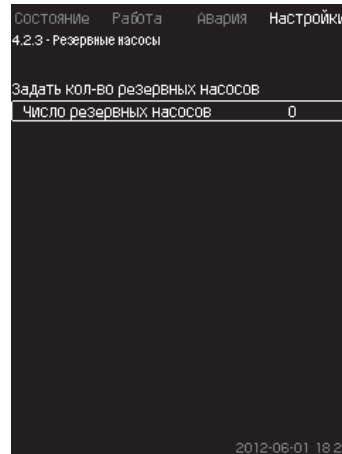 Состояние Работа Авария Настройки
4.2.3 - Резервные насосы
Задать кол-во резервных насосов
Число резервных насосов 0
2012-06-01 18:2